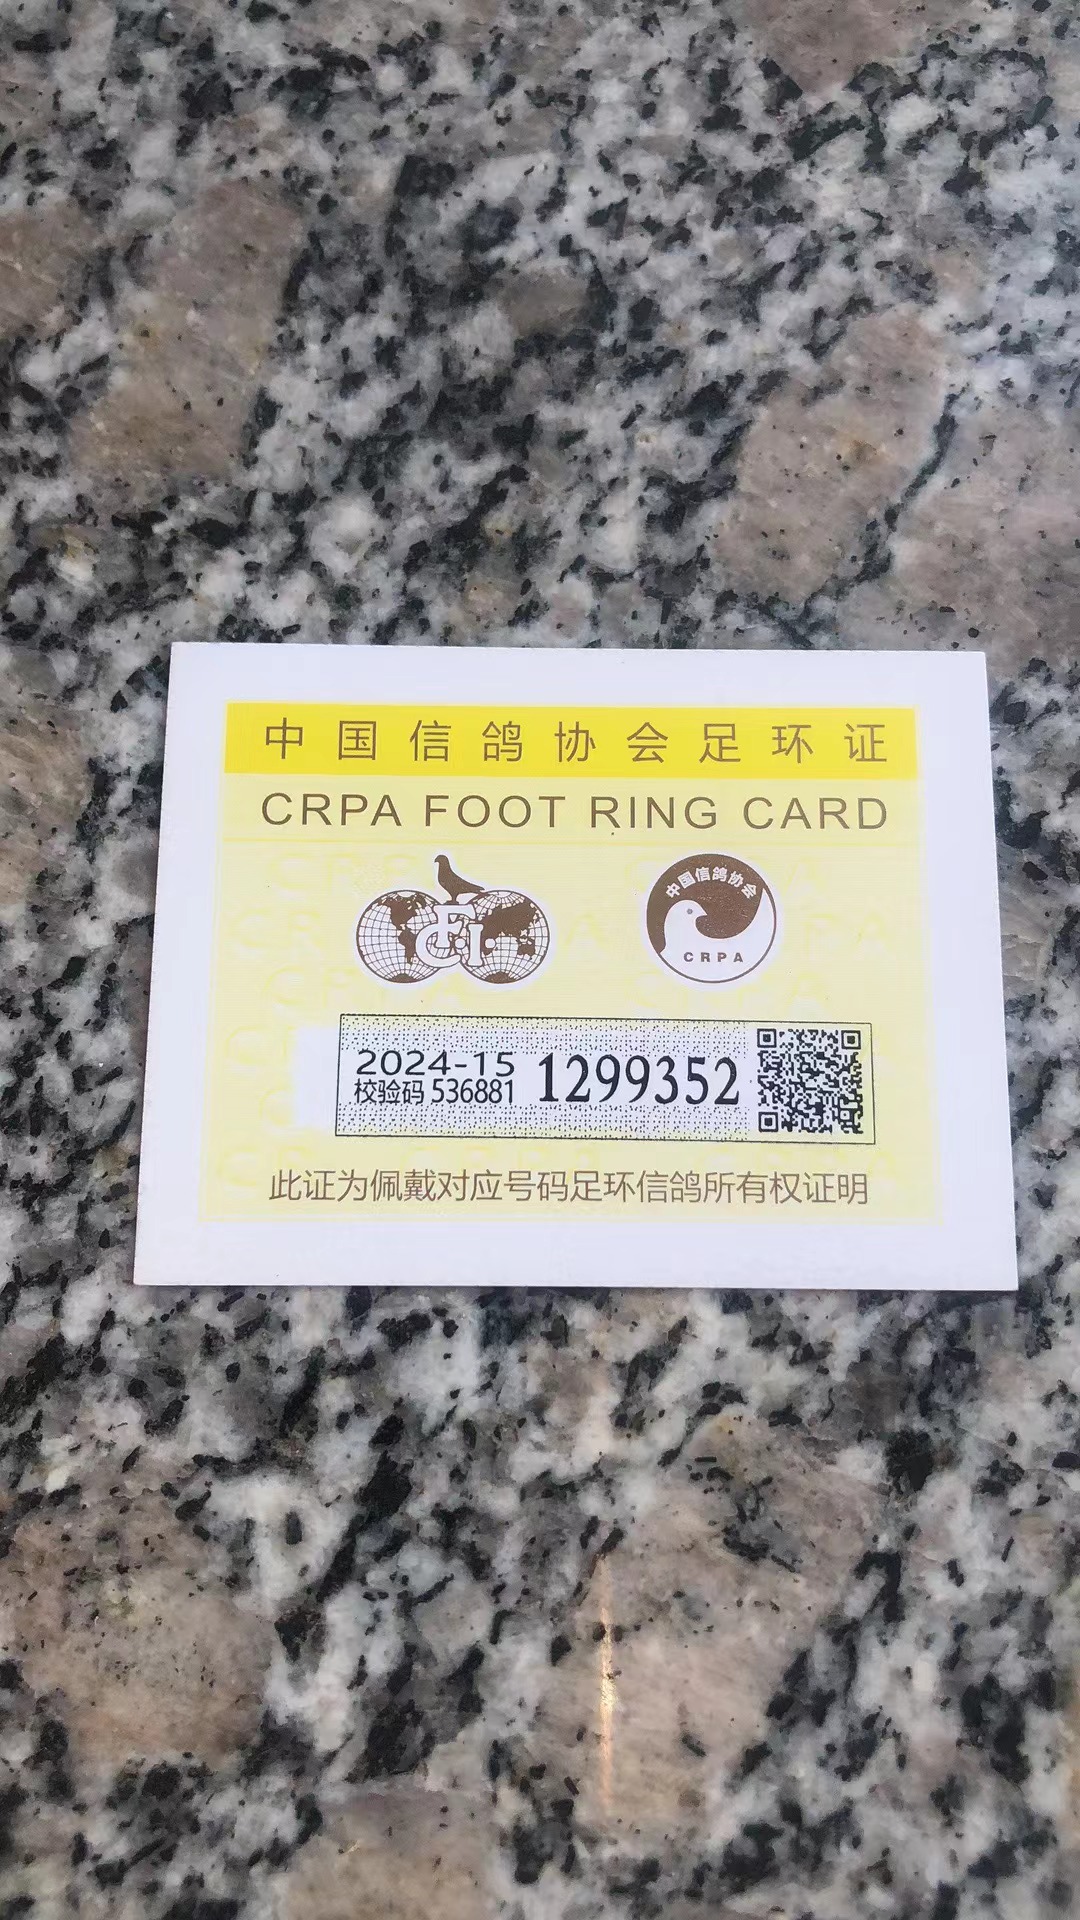 中国信鸽协会足环证
CRPA FOOT RING CARD
FCI
中国信鸽协会
CRPA
2024-15
校验码 536881
1299352
此证为佩戴对应号码足环信鸽所有权证明